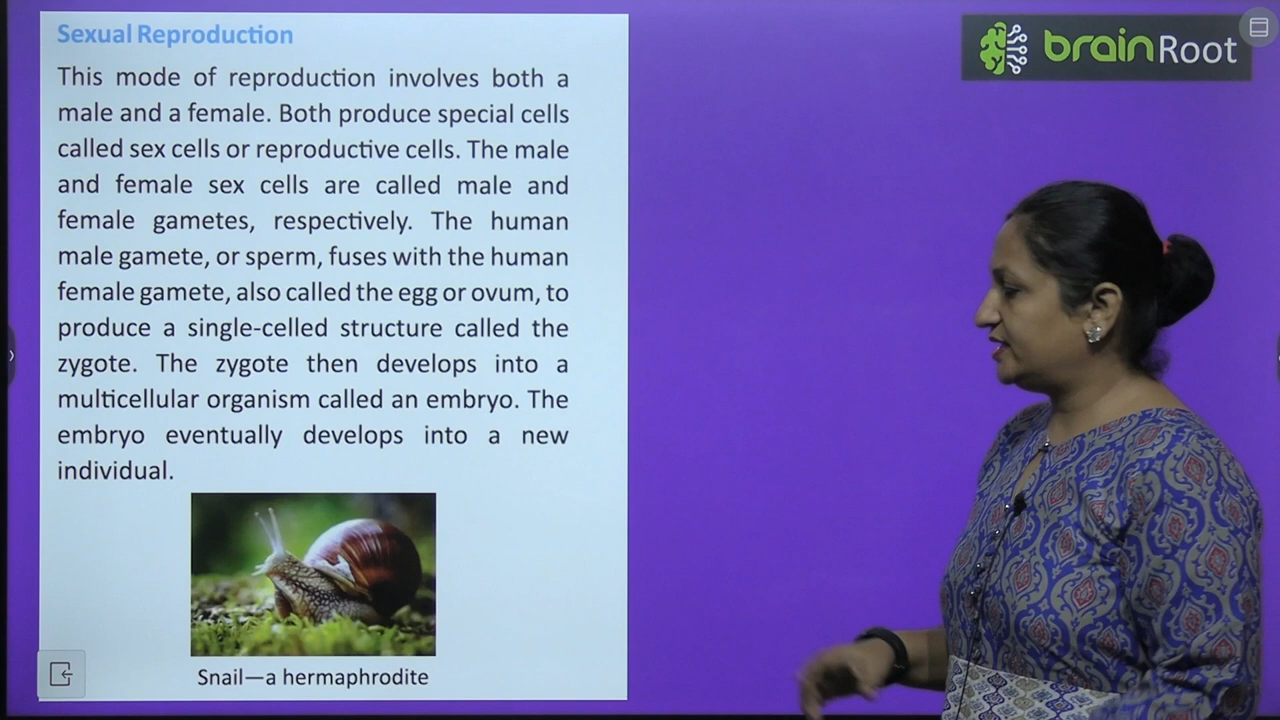 Sexual Reproduction
This mode of reproduction involves both a
male and a female. Both produce special cells
called sex cells or reproductive cells. The male
and female sex cells are called male and
female gametes, respectively. The human
male gamete, or sperm, fuses with the human
female gamete, also called the egg or ovum, to
produce a single-celled structure called the
zygote. The zygote then develops into a
multicellular organism called an embryo. The
embryo eventually develops into a new
individual.
Snail—a hermaphrodite
brainRoot